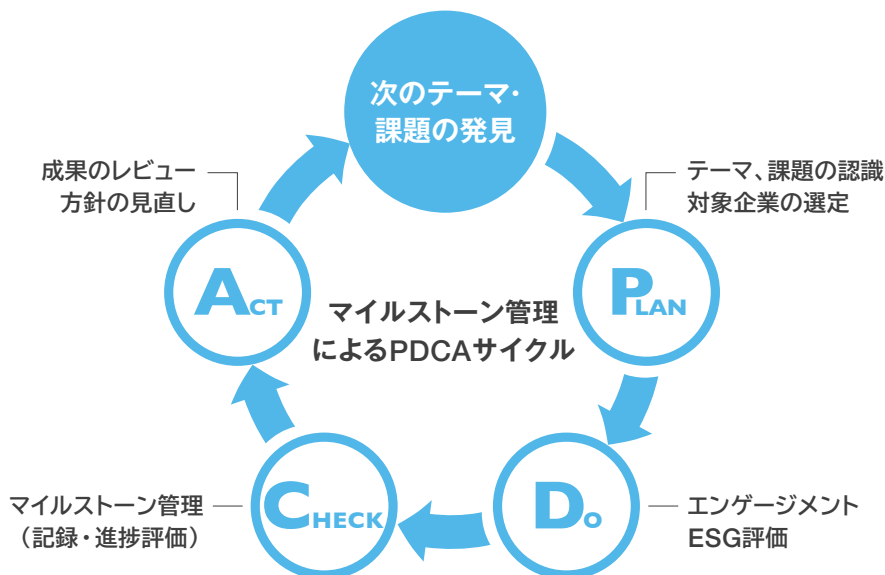 次のテーマ・
課題の発見
テーマ、課題の認識
対象企業の選定
PLAN
エンゲージメント
ESG評価
DO
マイルストーン管理
（記録・進捗評価）
CHECK
成果のレビュー
方針の見直し
ACT
マイルストーン管理
によるPDCAサイクル